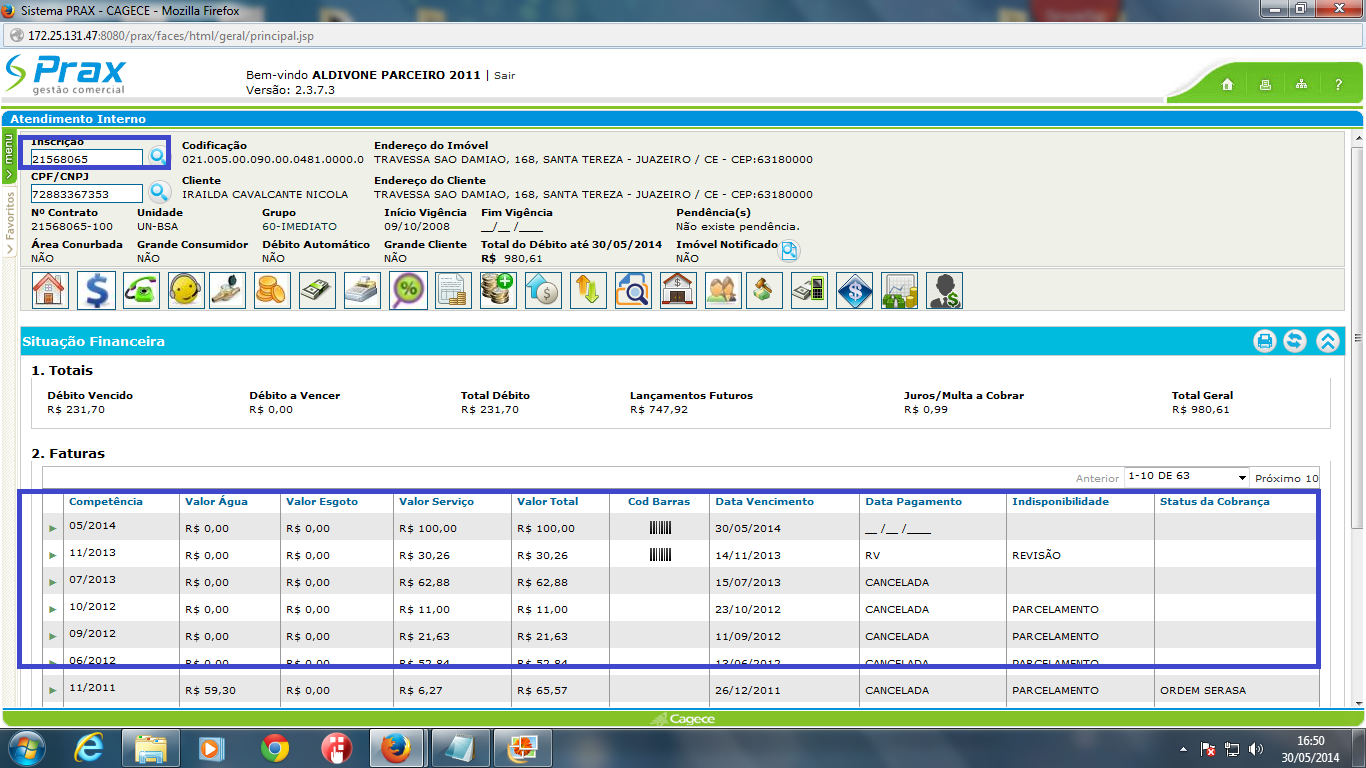 Sistema PRAX - CAGECE - Mozilla Firefox
172.25.131.47:8080/prax/faces/html/geral/principal.jsp
Prax
gestão comercial
Bem-vindo ALDIVONE PARCEIRO 2011 | Sair
Versão: 2.3.7.3
?
Atendimento Interno
menu
Favoritos
Inscrição Codificação Endereço do Imóvel
21568065 021.005.00.090.00.0481.0000.0 TRAVESSA SAO DAMIAO, 168, SANTA TEREZA - JUAZEIRO / CE - CEP:63180000
CPF/CNPJ Cliente Endereço do Cliente
72883367353 IRAILDA CAVALCANTE NICOLA TRAVESSA SAO DAMIAO, 168, SANTA TEREZA - JUAZEIRO / CE - CEP:63180000
Nº Contrato Unidade Grupo Início Vigência Fim Vigência Pendência(s)
21568065-100 UN-BSA 60-IMEDIATO 09/10/2008 __/__ /____ Não existe pendência.
Área Conurbada Grande Consumidor Débito Automático Grande Cliente Total do Débito até 30/05/2014 Imóvel Notificado
NÃO NÃO NÃO NÃO R$ 980,61 NÃO
Situação Financeira
1. Totais
Débito Vencido Débito a Vencer Total Débito Lançamentos Futuros Juros/Multa a Cobrar Total Geral
R$ 231,70 R$ 0,00 R$ 231,70 R$ 747,92 R$ 0,99 R$ 980,61
2. Faturas
Anterior 1-10 DE 63 Próximo 10
Competência Valor Água Valor Esgoto Valor Serviço Valor Total Cod Barras Data Vencimento Data Pagamento Indisponibilidade Status da Cobrança
05/2014 R$ 0,00 R$ 0,00 R$ 100,00 R$ 100,00 30/05/2014 __ /__ /____
11/2013 R$ 0,00 R$ 0,00 R$ 30,26 R$ 30,26 14/11/2013 RV REVISÃO
07/2013 R$ 0,00 R$ 0,00 R$ 62,88 R$ 62,88 15/07/2013 CANCELADA
10/2012 R$ 0,00 R$ 0,00 R$ 11,00 R$ 11,00 23/10/2012 CANCELADA PARCELAMENTO
09/2012 R$ 0,00 R$ 0,00 R$ 21,63 R$ 21,63 11/09/2012 CANCELADA PARCELAMENTO
06/2012 R$ 0,00 R$ 0,00 R$ 52,84 R$ 52,84 13/06/2012 CANCELADA PARCELAMENTO
11/2011 R$ 59,30 R$ 0,00 R$ 6,27 R$ 65,57 26/12/2011 CANCELADA PARCELAMENTO ORDEM SERASA
Cagece
16:50
30/05/2014